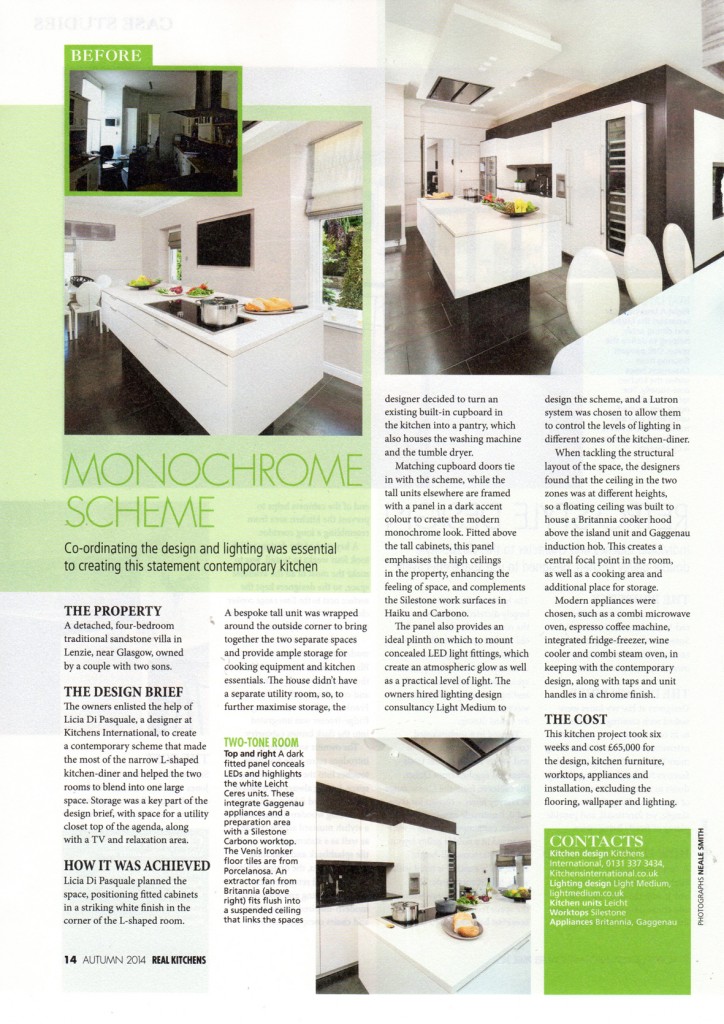 BEFORE
MONOCHROME
SCHEME
Co-ordinating the design and lighting was essential
to creating this statement contemporary kitchen
THE PROPERTY
A detached, four-bedroom
traditional sandstone villa in
Lenzie, near Glasgow, owned
by a couple with two sons.
THE DESIGN BRIEF
The owners enlisted the help of
Licia Di Pasquale, a designer at
Kitchens International, to create
a contemporary scheme that made
the most of the narrow L-shaped
kitchen-diner and helped the two
rooms to blend into one large
space. Storage was a key part of the
design brief, with space for a utility
closet top of the agenda, along
with a TV and relaxation area.
HOW IT WAS ACHIEVED
Licia Di Pasquale planned the
space, positioning fitted cabinets
in a striking white finish in the
corner of the L-shaped room.
A bespoke tall unit was wrapped
around the outside corner to bring
together the two separate spaces
and provide ample storage for
cooking equipment and kitchen
essentials. The house didn't have
a separate utility room, so, to
further maximise storage, the
designer decided to turn an
existing built-in cupboard in
the kitchen into a pantry, which
also houses the washing machine
and the tumble dryer.
Matching cupboard doors tie
in with the scheme, while the
tall units elsewhere are framed
with a panel in a dark accent
colour to create the modern
monochrome look. Fitted above
the tall cabinets, this panel
emphasises the high ceilings
in the property, enhancing the
feeling of space, and complements
the Silestone work surfaces in
Haiku and Carbono.
The panel also provides an
ideal plinth on which to mount
concealed LED light fittings, which
create an atmospheric glow as well
as a practical level of light. The
owners hired lighting design
consultancy Light Medium to
design the scheme, and a Lutron
system was chosen to allow them
to control the levels of lighting in
different zones of the kitchen-diner.
When tackling the structural
layout of the space, the designers
found that the ceiling in the two
zones was at different heights,
so a floating ceiling was built to
house a Britannia cooker hood
above the island unit and Gaggenau
induction hob. This creates a
central focal point in the room,
as well as a cooking area and
additional place for storage.
Modern appliances were
chosen, such as a combi microwave
oven, espresso coffee machine,
integrated fridge-freezer, wine
cooler and combi steam oven, in
keeping with the contemporary
design, along with taps and unit
handles in a chrome finish.
THE COST
This kitchen project took six
weeks and cost £65,000 for
the design, kitchen furniture,
worktops, appliances and
installation, excluding the
flooring, wallpaper and lighting.
TWO-TONE ROOM
Top and right A dark
fitted panel conceals
LEDs and highlights
the white Leicht
Ceres units. These
integrate Gaggenau
appliances and a
preparation area
with a Silestone
Carbono worktop.
The Venis Ironker
floor tiles are from
Porcelanosa. An
extractor fan from
Britannia (above
right) fits flush into
a suspended ceiling
that links the spaces
CONTACTS
Kitchen design Kitchens
International, 0131 337 3434,
Kitchensinternational.co.uk
Lighting design Light Medium,
lightmedium.co.uk
Kitchen units Leicht
Worktops Silestone
Appliances Britannia, Gaggenau
PHOTOGRAPHS NEALE SMITH
14 AUTUMN 2014 REAL KITCHENS